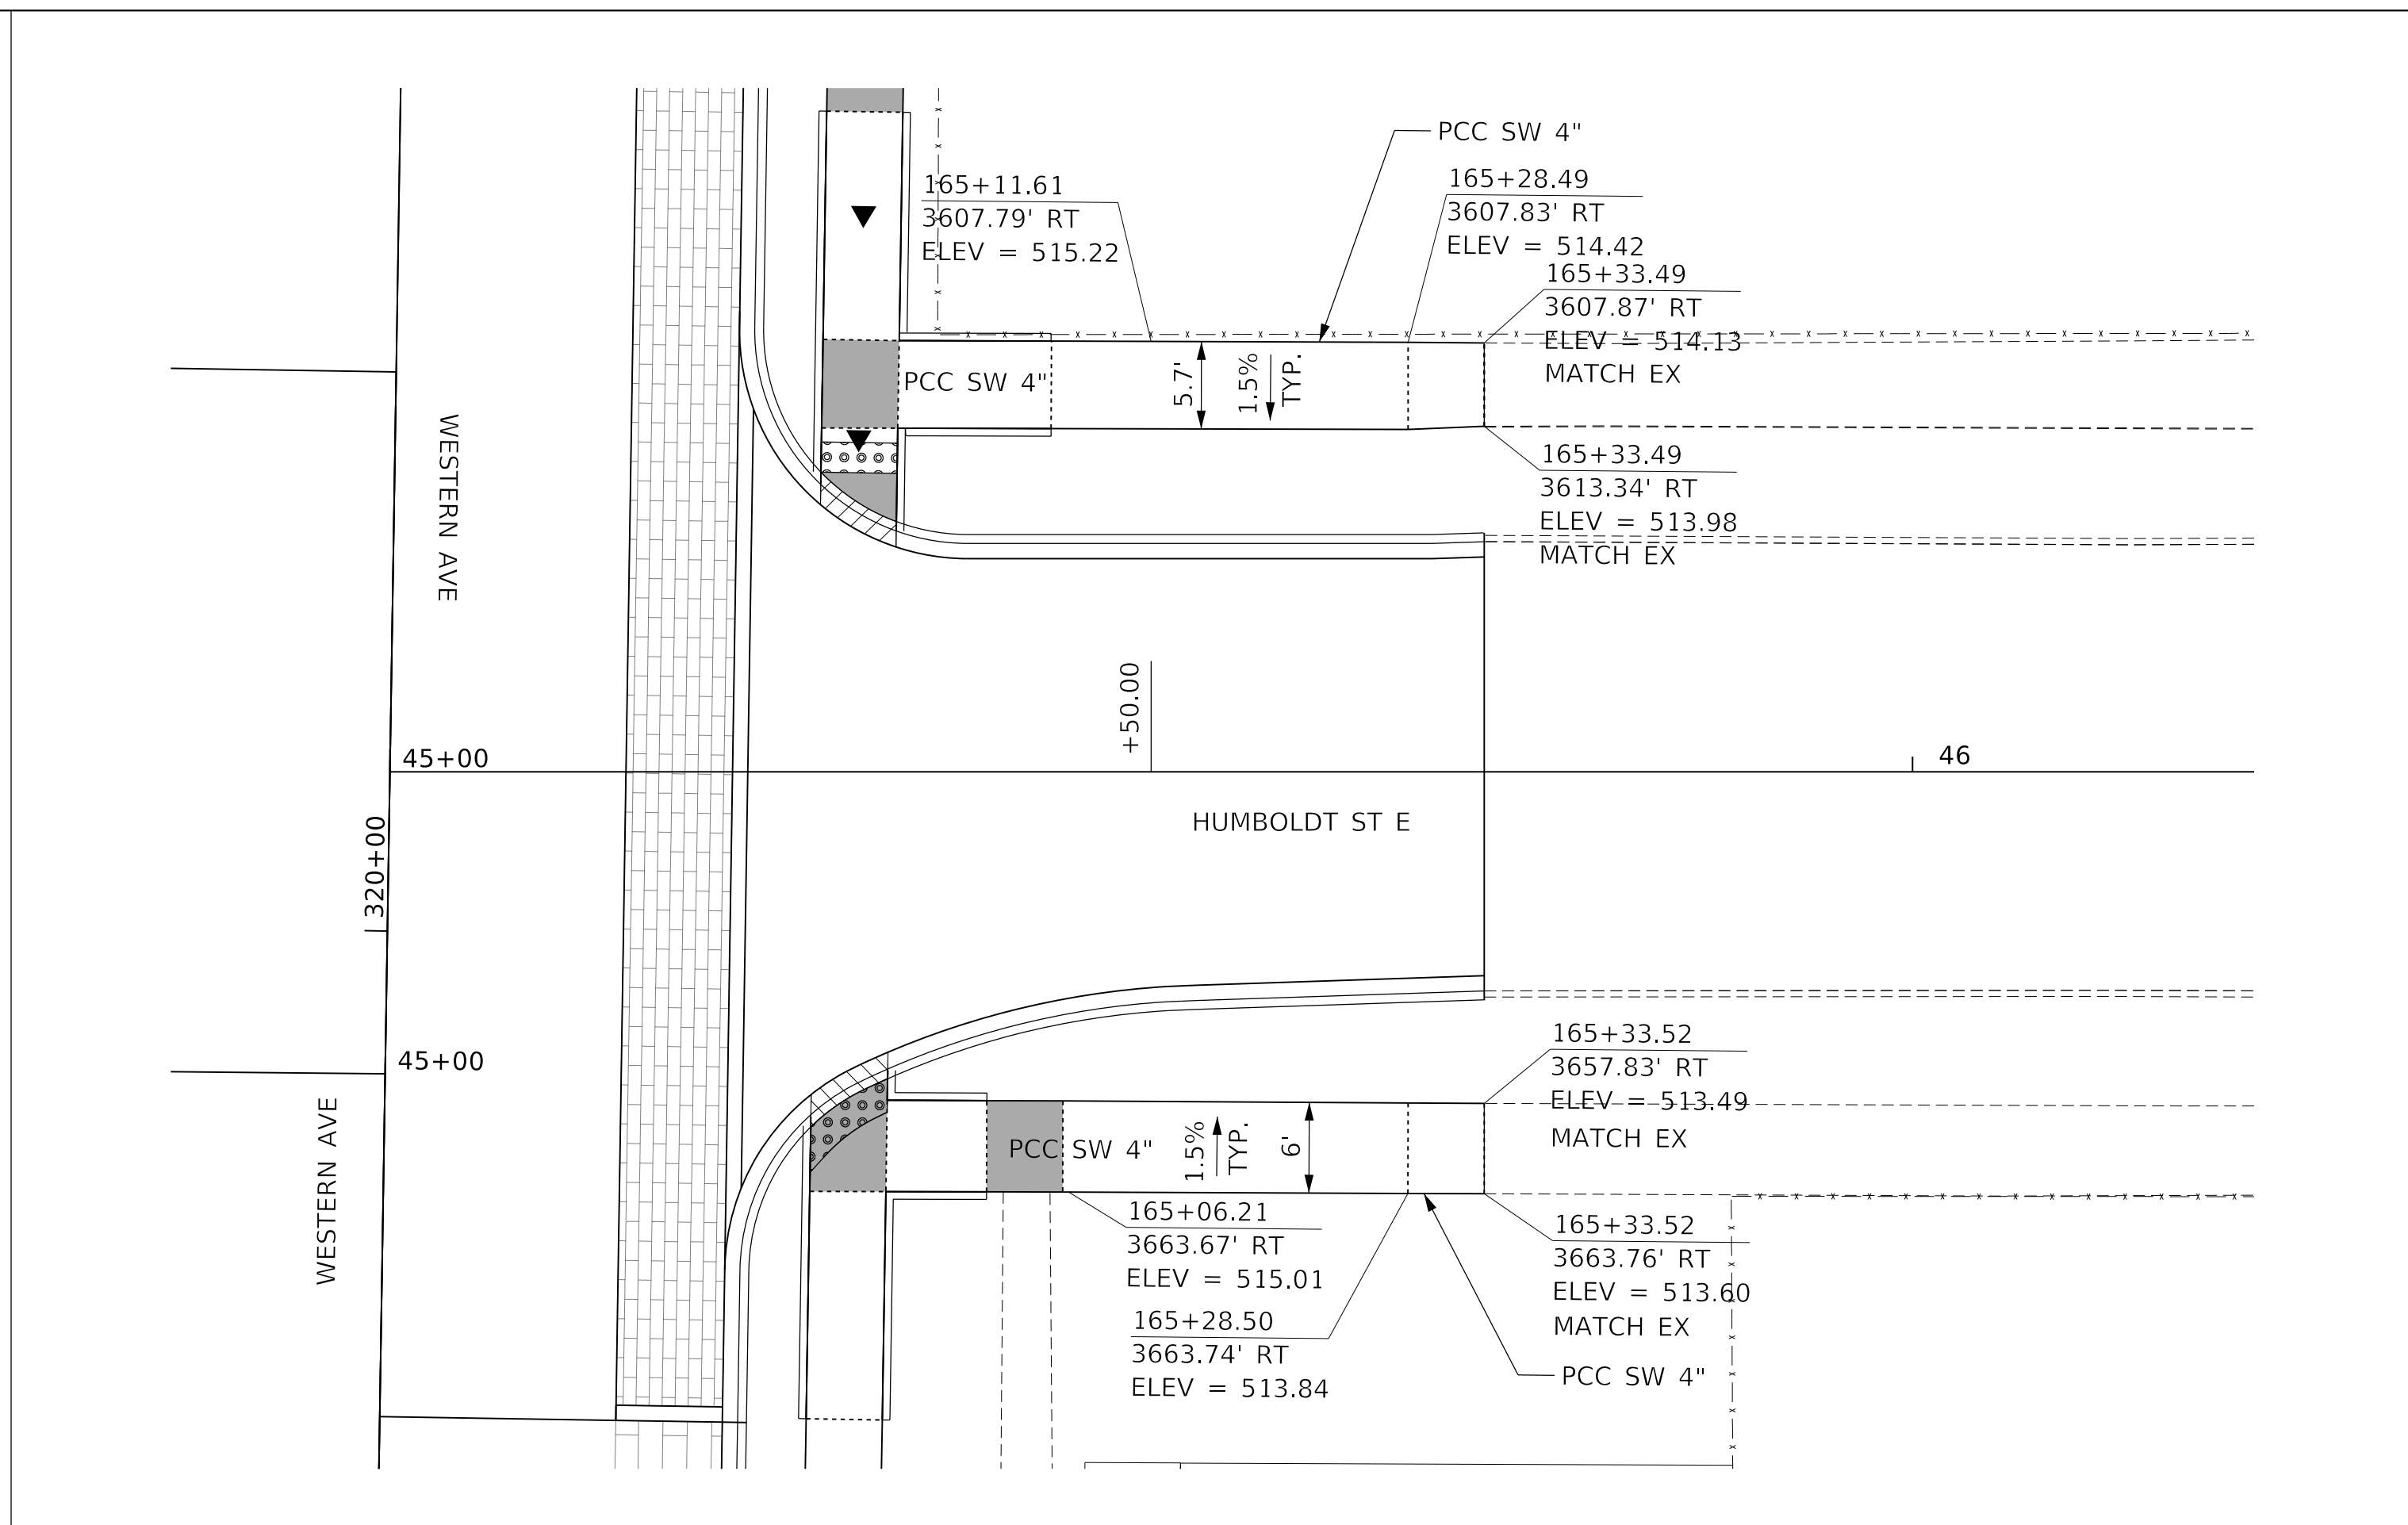 PCC SW 4"
165+11.61
3607.79' RT
ELEV = 515.22
165+28.49
3607.83' RT
ELEV = 514.42
165+33.49
3607.87' RT
ELEV = 514.13
MATCH EX
PCC SW 4"
5.7'
1.5%
TYP.
WESTERN AVE
165+33.49
3613.34' RT
ELEV = 513.98
MATCH EX
+50.00
45+00
46
HUMBOLDT ST E
320+00
45+00
165+33.52
3657.83' RT
ELEV = 513.49
MATCH EX
WESTERN AVE
PCC SW 4"
1.5%
TYP.
6'
165+06.21
3663.67' RT
ELEV = 515.01
165+33.52
3663.76' RT
ELEV = 513.60
MATCH EX
165+28.50
3663.74' RT
ELEV = 513.84
PCC SW 4"